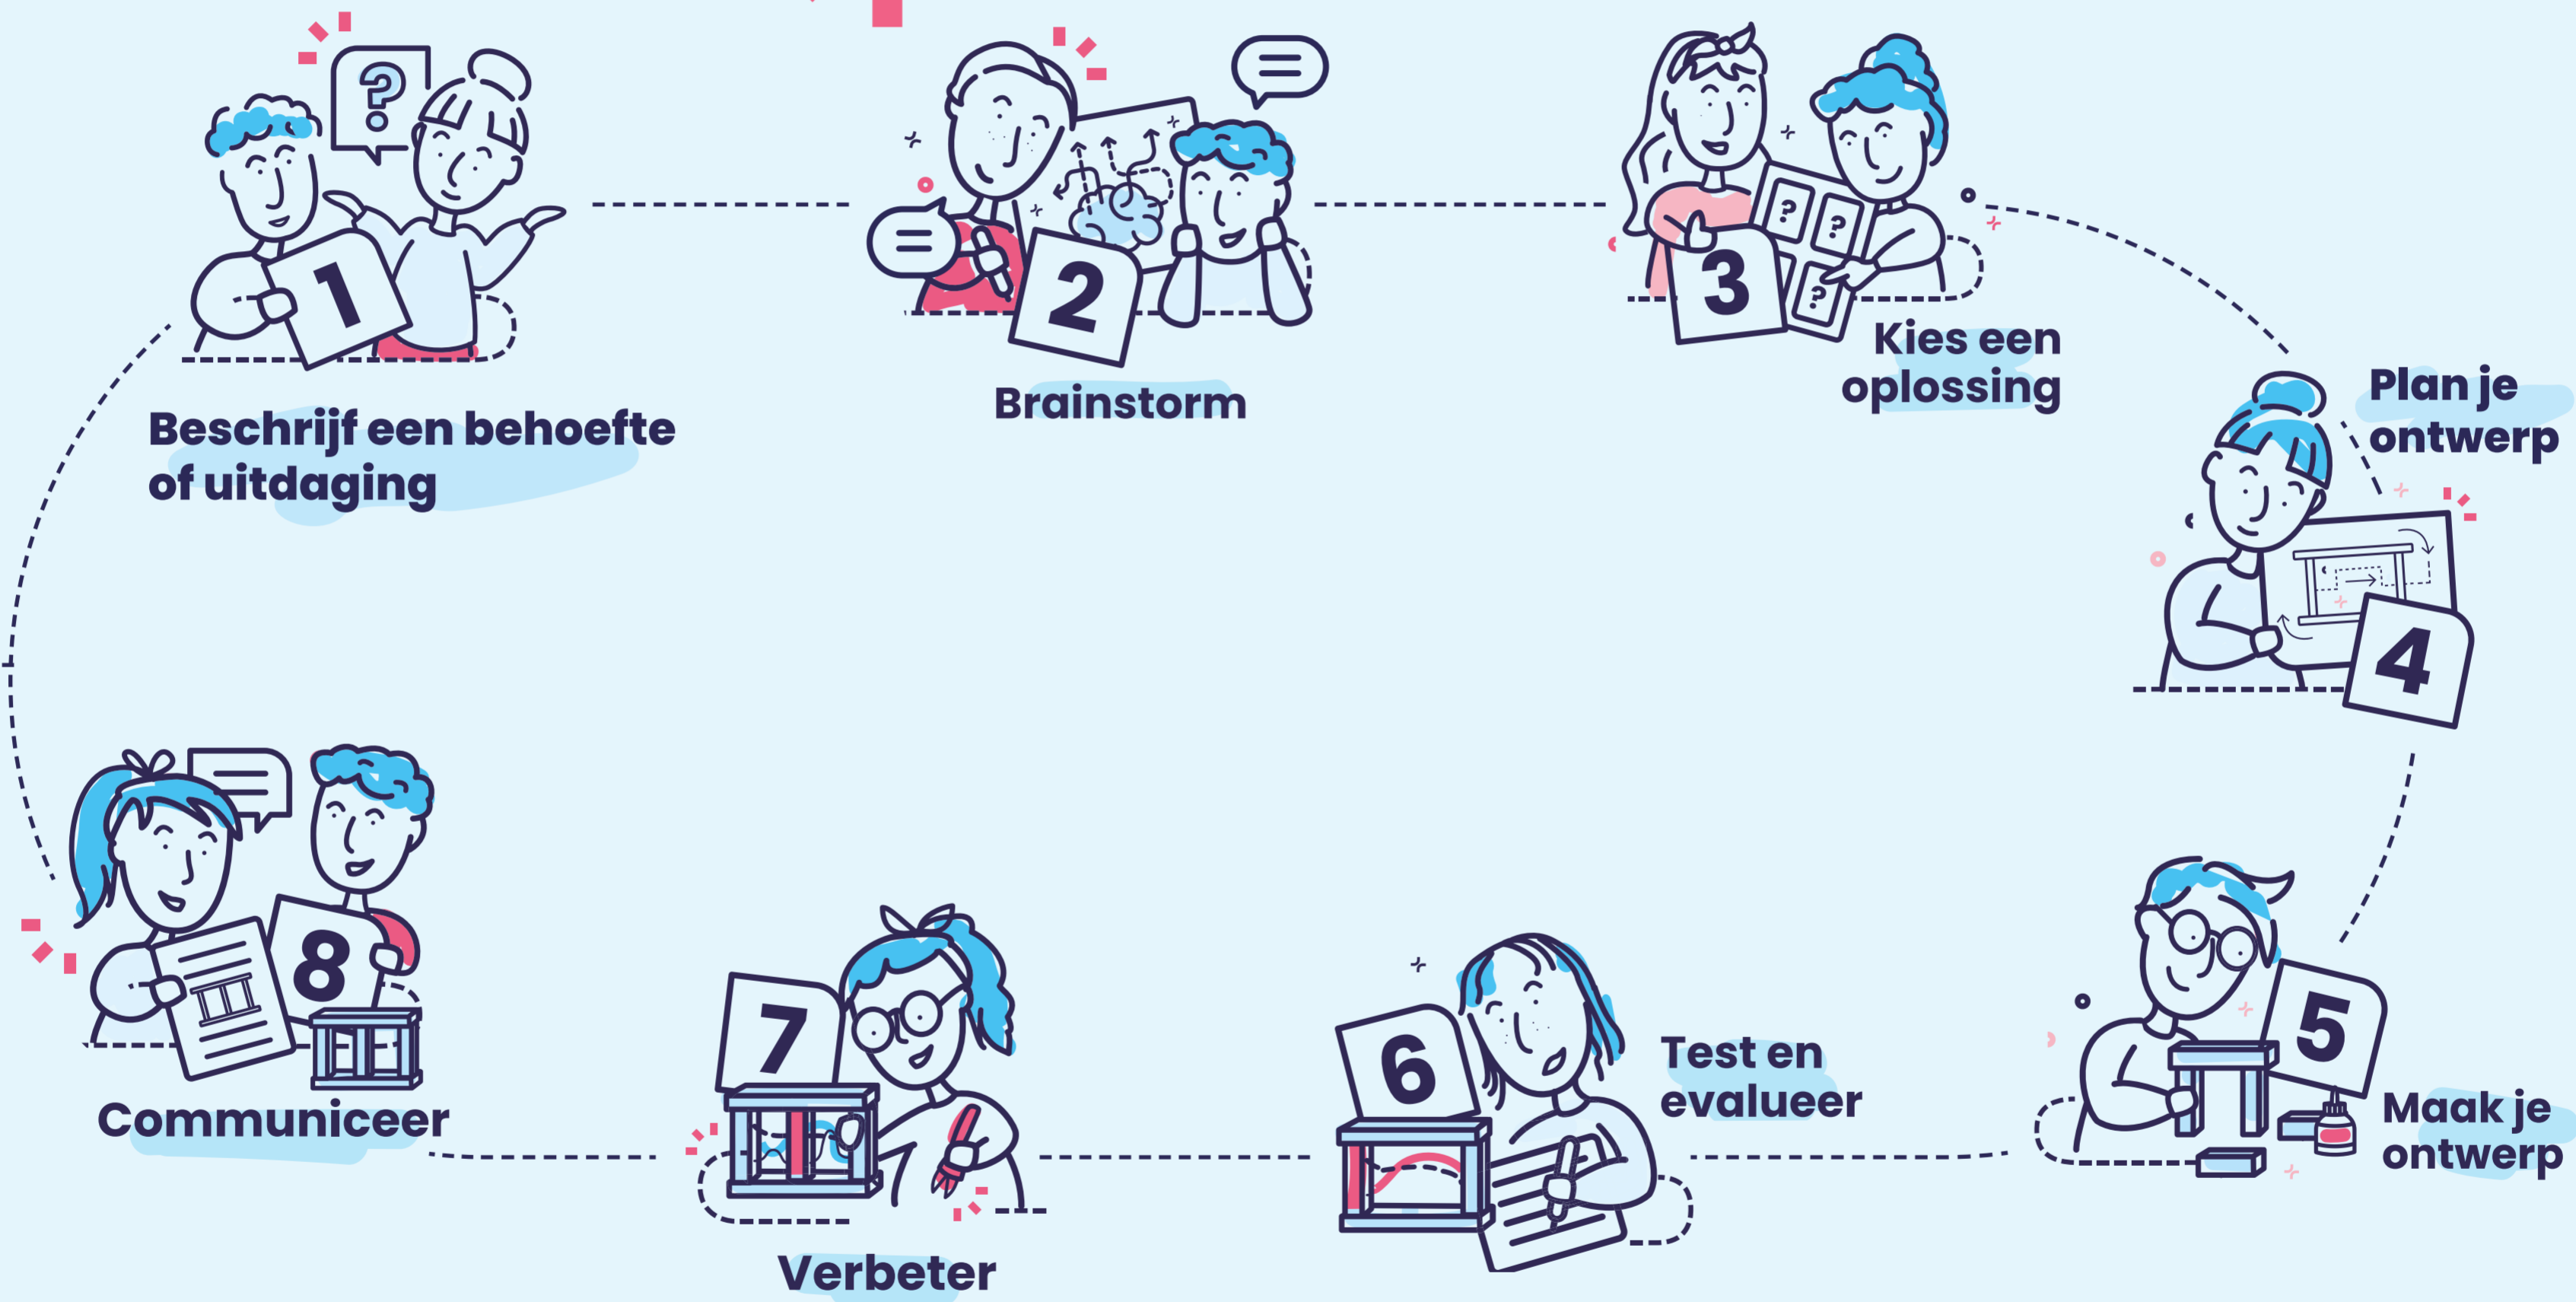 ?
1
Beschrijf een behoefte
of uitdaging
2
Brainstorm
? ?
?
3
Kies een
oplossing
Plan je
ontwerp
4
5
Maak je
ontwerp
6
Test en
evalueer
7
Verbeter
8
Communiceer